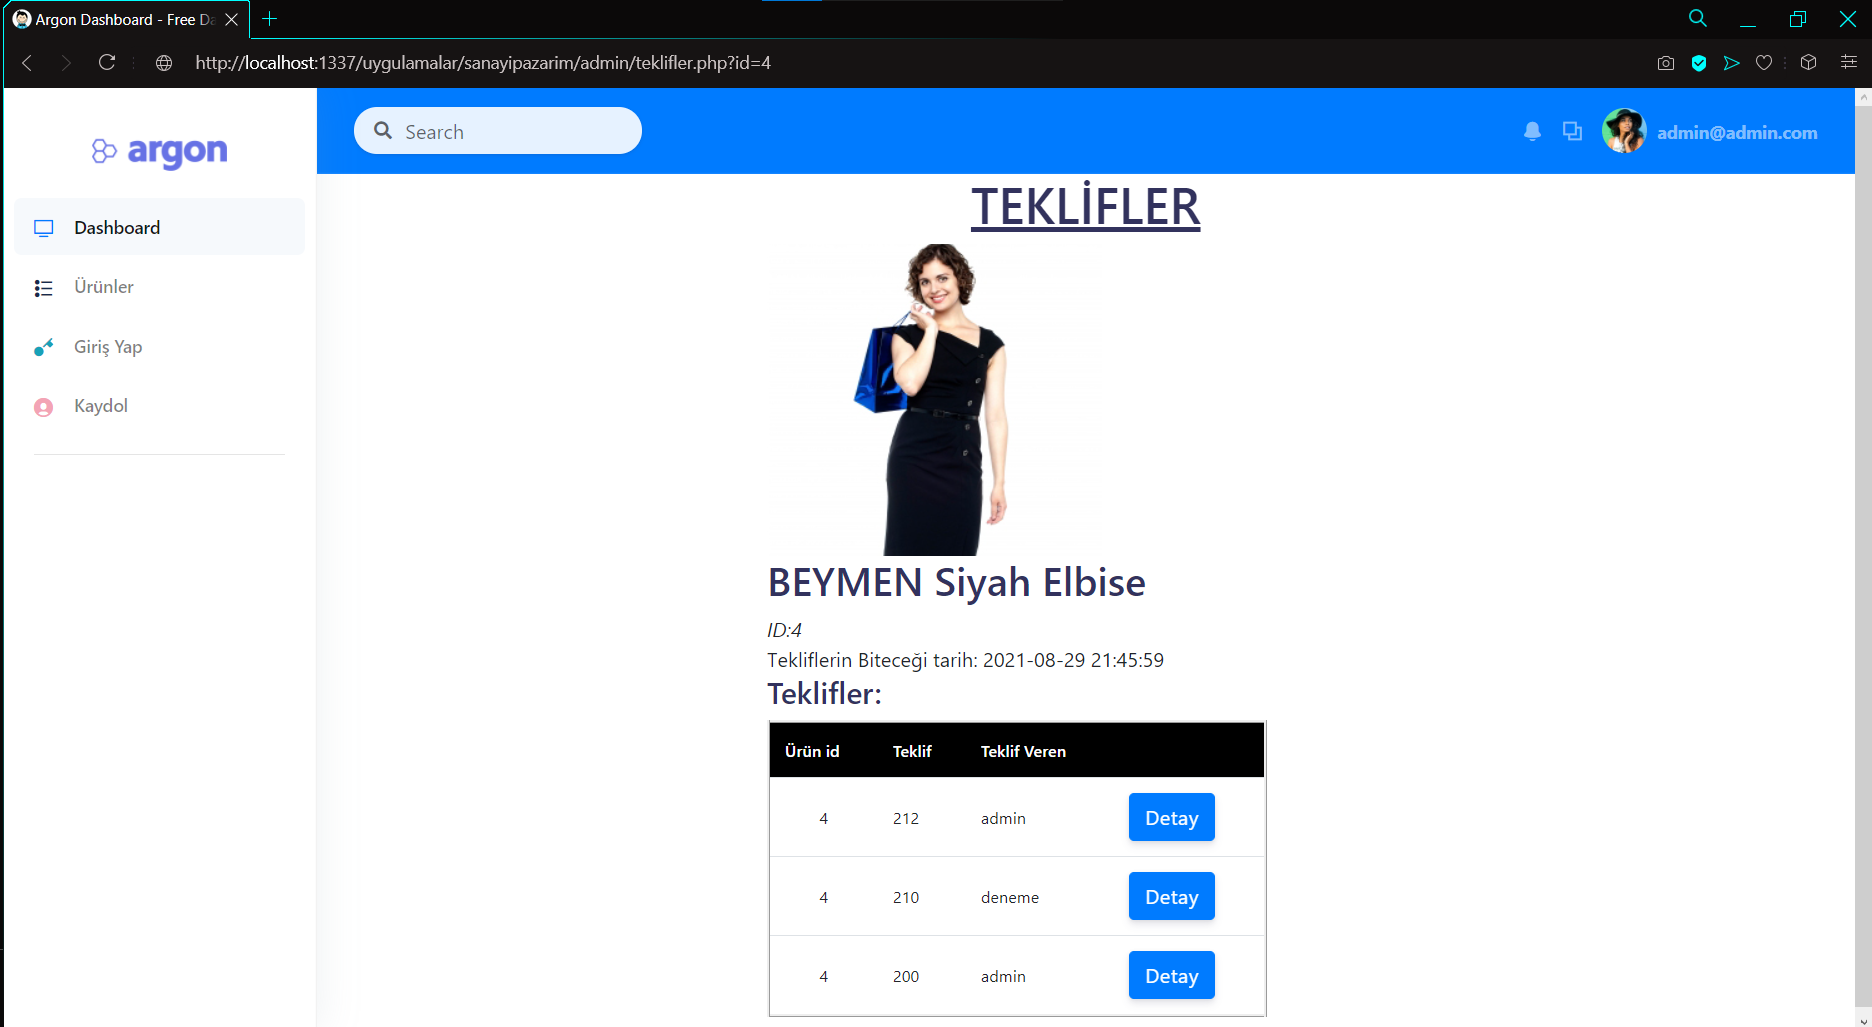 Argon Dashboard - Free Da
http://localhost:1337/uygulamalar/sanayipazarim/admin/teklifler.php?id=4
argon
Search
admin@admin.com
Dashboard
Ürünler
Giriş Yap
Kaydol
TEKLİFLER
BEYMEN Siyah Elbise
ID:4
Tekliflerin Biteceği tarih: 2021-08-29 21:45:59
Teklifler:
Ürün id Teklif Teklif Veren
4 212 admin Detay
4 210 deneme Detay
4 200 admin Detay